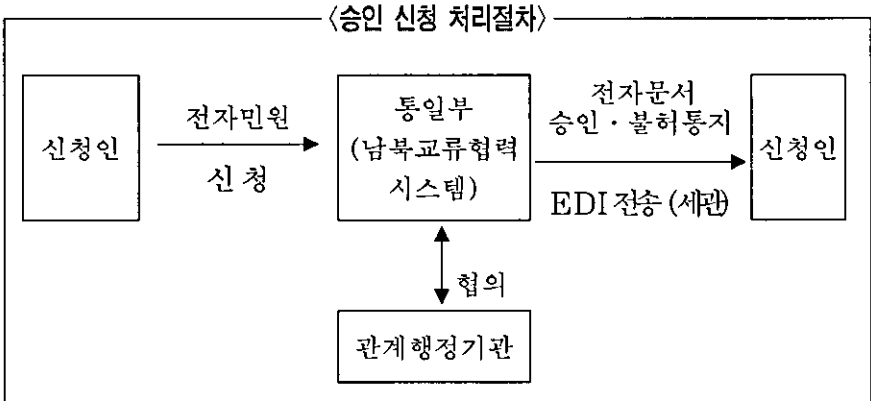 〈승인 신청 처리절차〉
신청인
전자민원
신 청
통일부
(남북교류협력
시스템)
전자문서
승인·불허통지
EDI 전송 (세관)
신청인
협의
관계행정기관